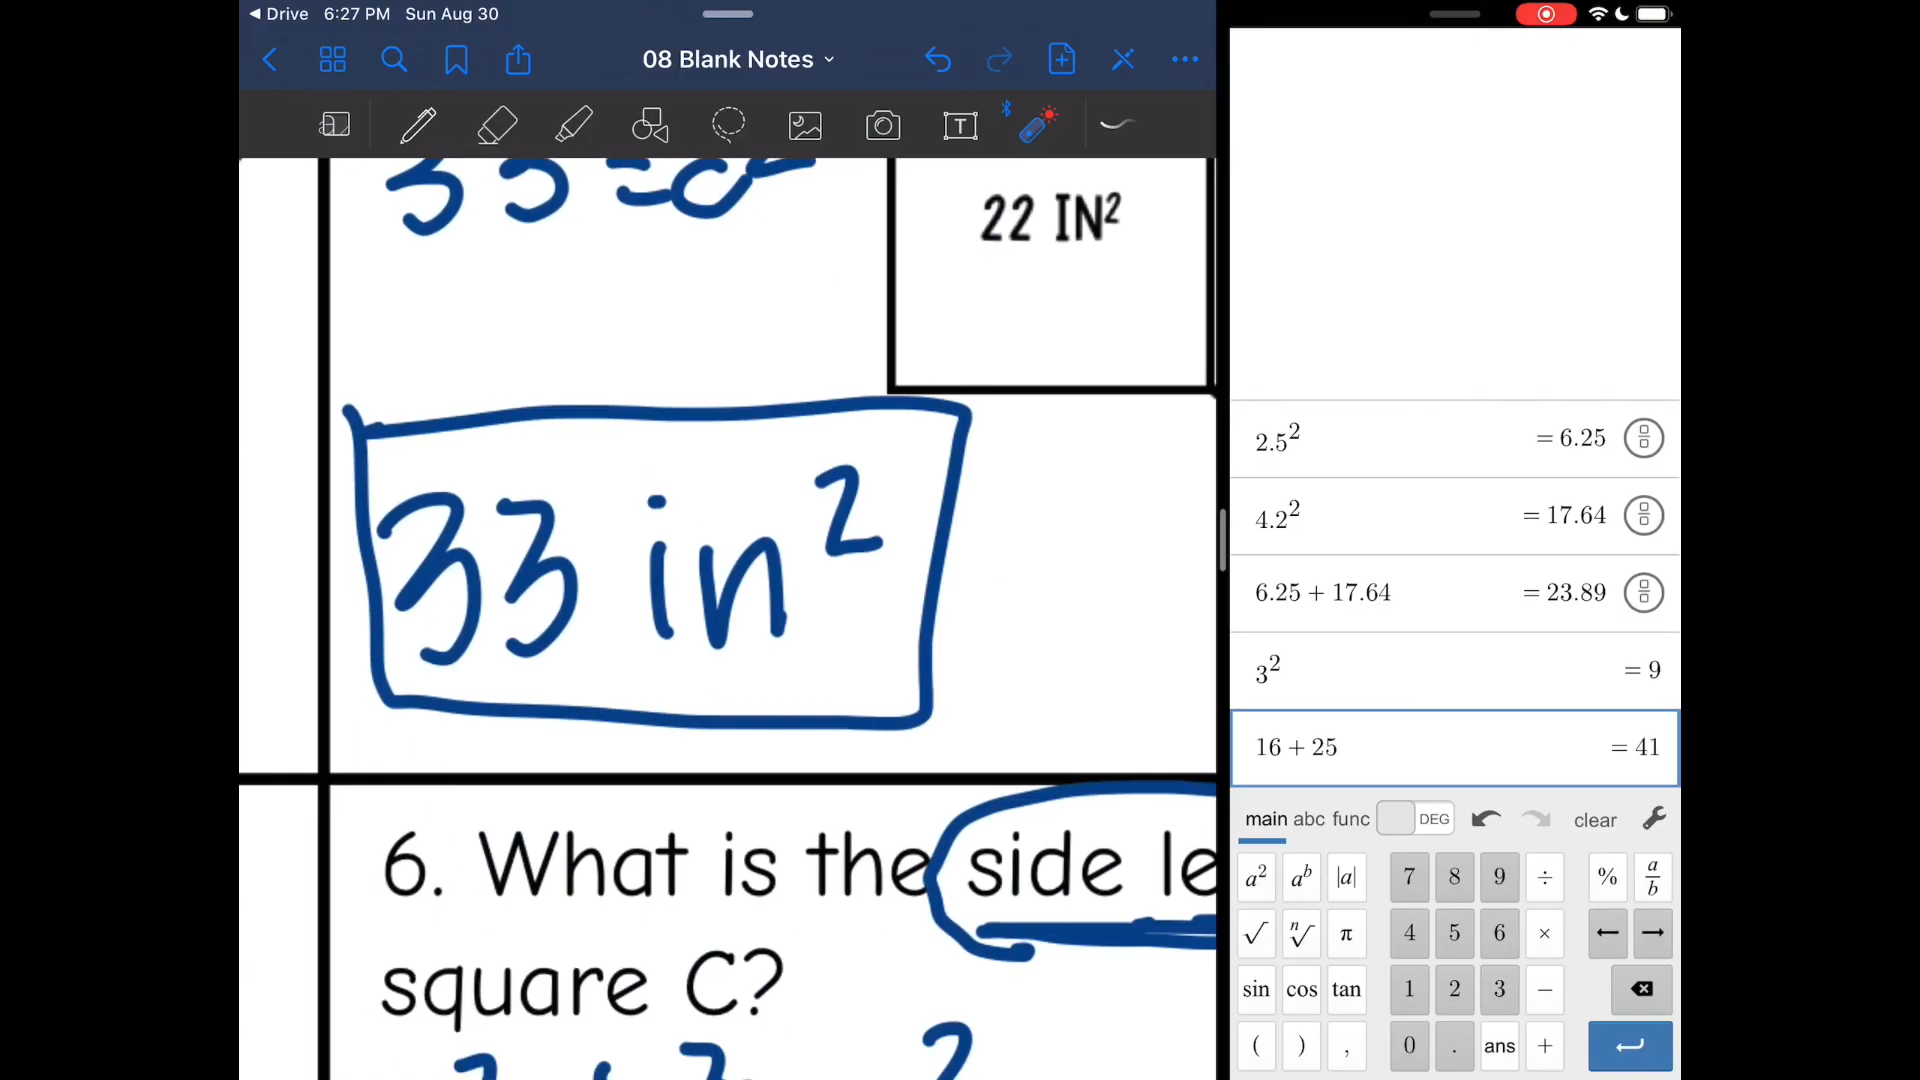 Drive 6:27 PM Sun Aug 30
08 Blank Notes
T
22 IN²
33 in²
6. What is the side le
square C?
2.5² = 6.25
4.2² = 17.64
6.25 + 17.64 = 23.89
3² = 9
16 + 25 = 41
main abc func DEG clear
a² aᵇ |a| 7 8 9 ÷ % a/b
√ ⁿ√ π 4 5 6 × ← →
sin cos tan 1 2 3 −
( ) , 0 . ans +